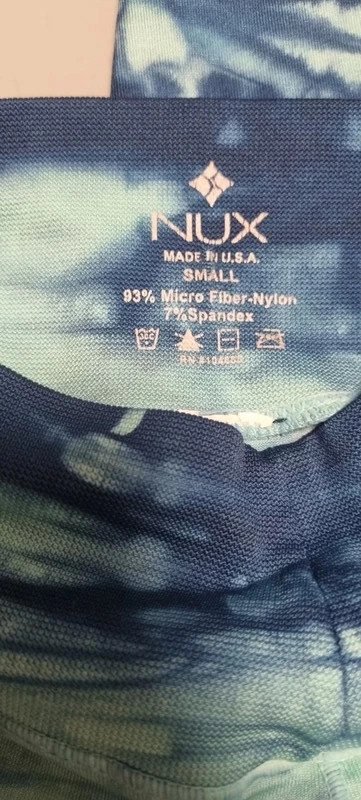 NUX
MADE IN U.S.A.
SMALL
93% Micro Fiber-Nylon
7%Spandex